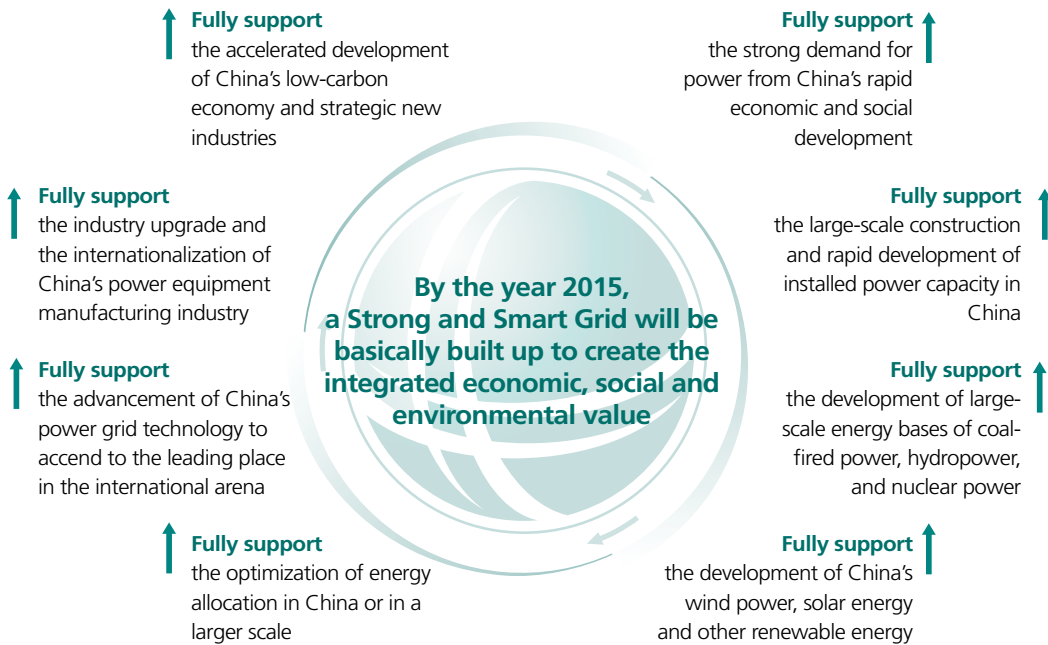 Fully support
the accelerated development
of China's low-carbon
economy and strategic new
industries
Fully support
the strong demand for
power from China's rapid
economic and social
development
Fully support
the industry upgrade and
the internationalization of
China's power equipment
manufacturing industry
Fully support
the large-scale construction
and rapid development of
installed power capacity in
China
By the year 2015,
a Strong and Smart Grid will be
basically built up to create the
integrated economic, social and
environmental value
Fully support
the advancement of China's
power grid technology to
accend to the leading place
in the international arena
Fully support
the development of large-
scale energy bases of coal-
fired power, hydropower,
and nuclear power
Fully support
the optimization of energy
allocation in China or in a
larger scale
Fully support
the development of China's
wind power, solar energy
and other renewable energy